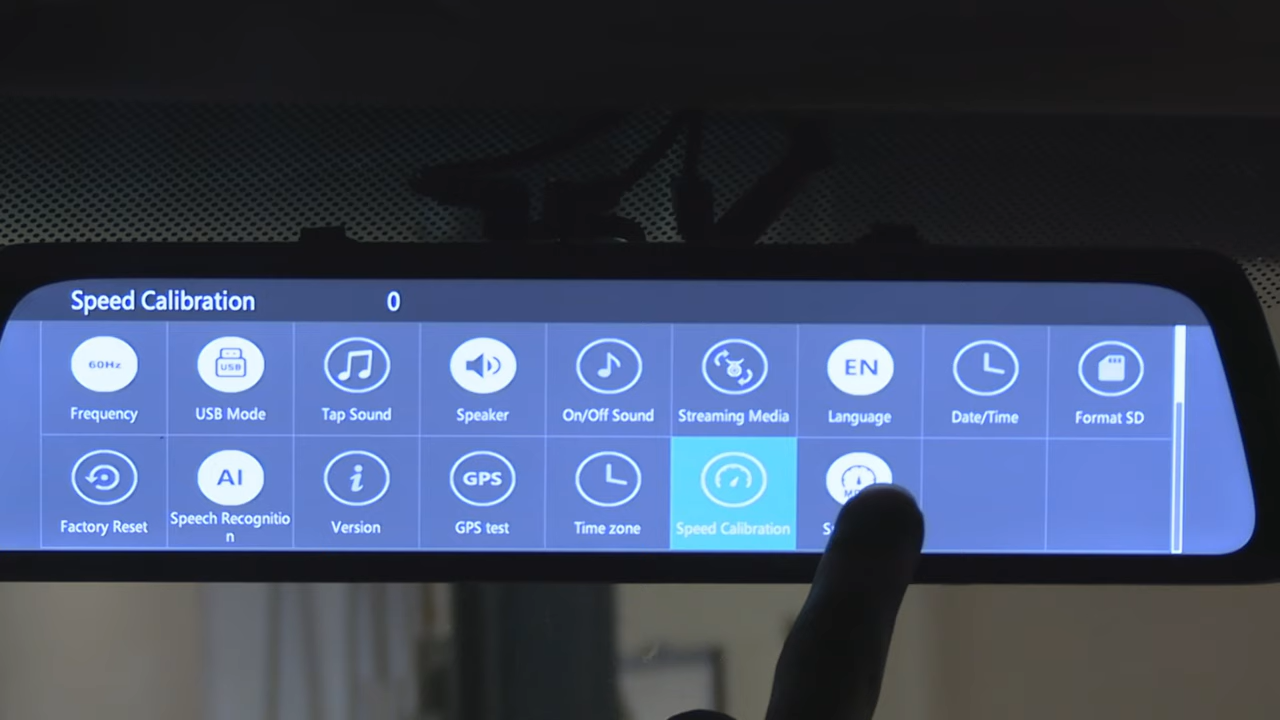 Speed Calibration 0
60Hz USB EN
Frequency USB Mode Tap Sound Speaker On/Off Sound Streaming Media Language Date/Time Format SD
AI i GPS
Factory Reset Speech Recognitio
n Version GPS test Time zone Speed Calibration